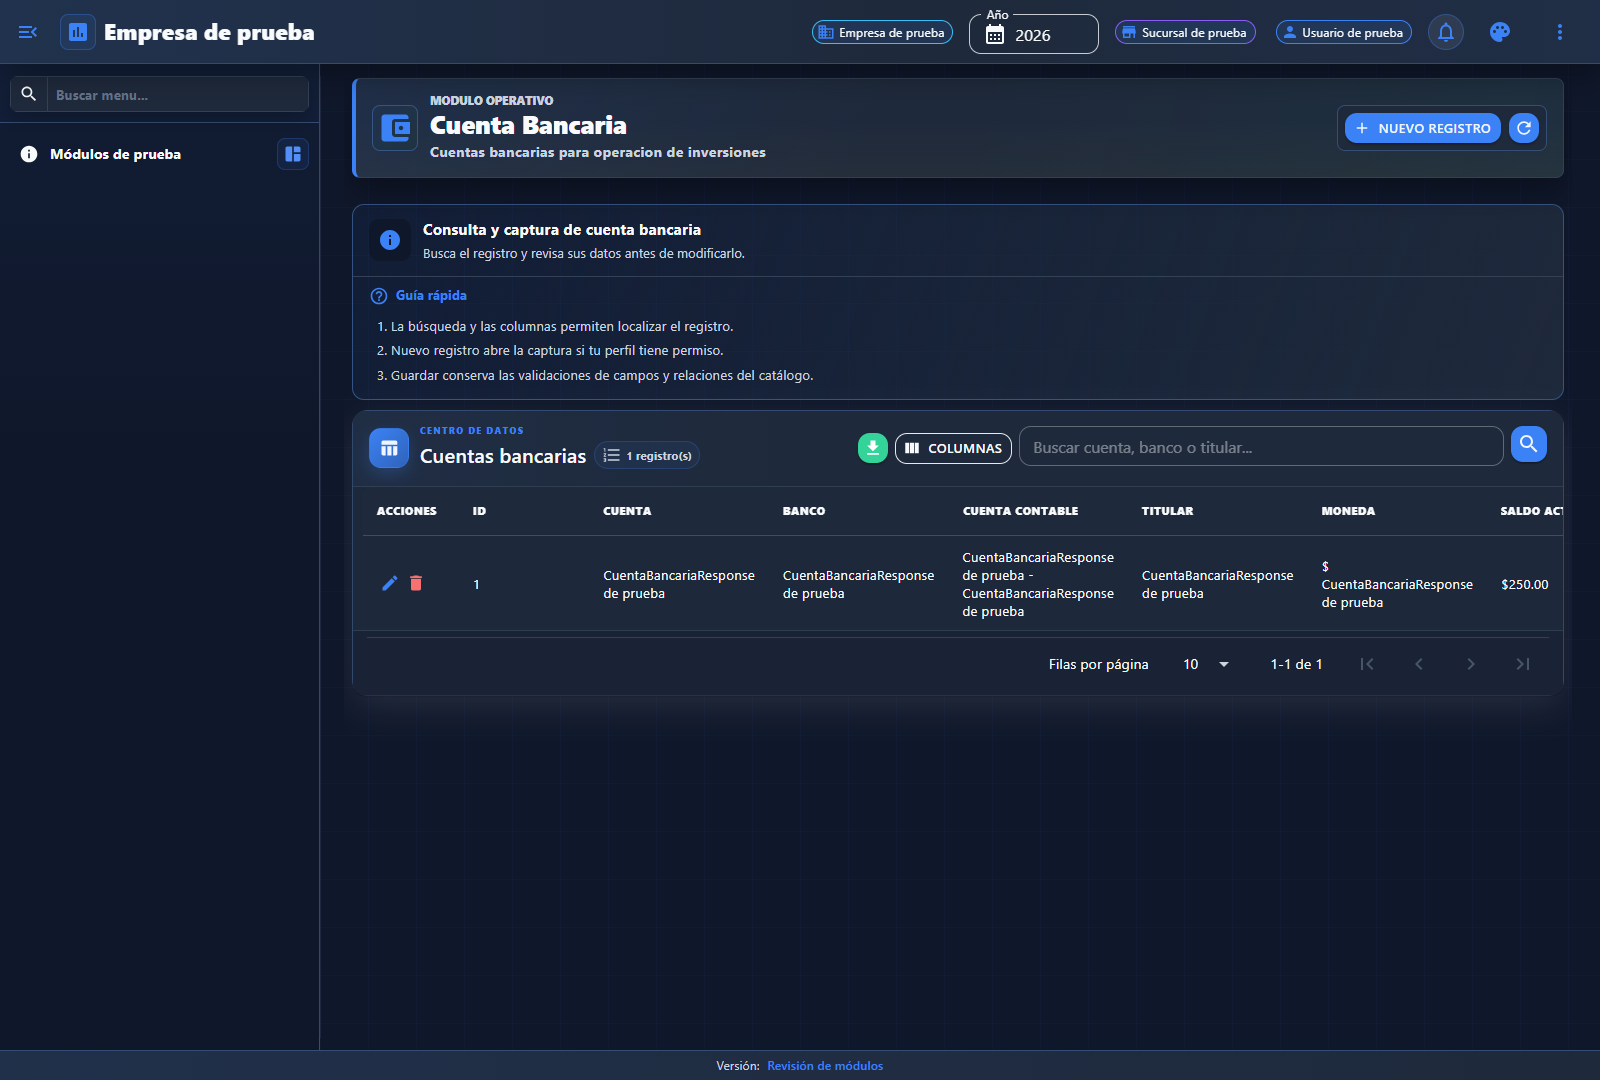 Empresa de prueba
Empresa de prueba
Año
2026
Sucursal de prueba
Usuario de prueba
Buscar menu...
Módulos de prueba
MODULO OPERATIVO
Cuenta Bancaria
Cuentas bancarias para operacion de inversiones
NUEVO REGISTRO
Consulta y captura de cuenta bancaria
Busca el registro y revisa sus datos antes de modificarlo.
Guía rápida
1. La búsqueda y las columnas permiten localizar el registro.
2. Nuevo registro abre la captura si tu perfil tiene permiso.
3. Guardar conserva las validaciones de campos y relaciones del catálogo.
CENTRO DE DATOS
Cuentas bancarias
1 registro(s)
COLUMNAS
Buscar cuenta, banco o titular...
ACCIONES ID CUENTA BANCO CUENTA CONTABLE TITULAR MONEDA SALDO ACT
1
CuentaBancariaResponse
de prueba
CuentaBancariaResponse
de prueba
CuentaBancariaResponse
de prueba -
CuentaBancariaResponse
de prueba
CuentaBancariaResponse
de prueba
$
CuentaBancariaResponse
de prueba
$250.00
Filas por página 10 1-1 de 1
Versión: Revisión de módulos